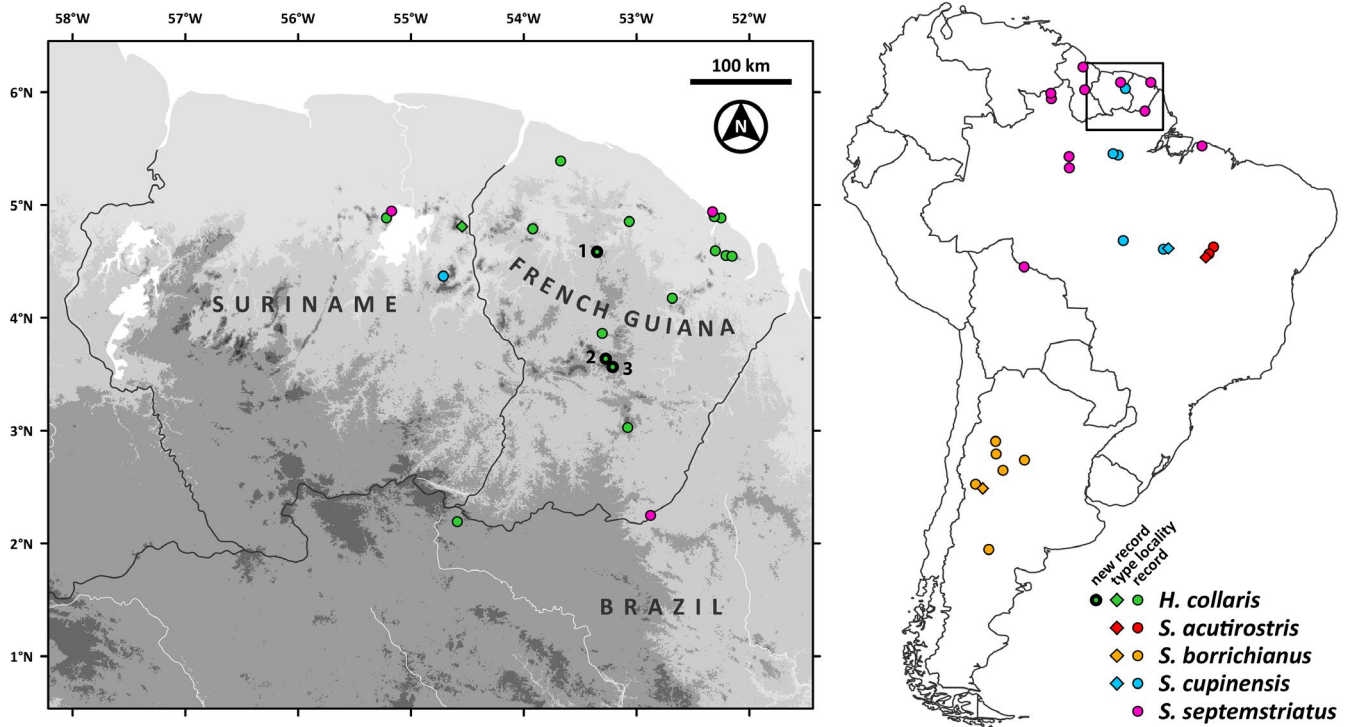 58°W 57°W 56°W 55°W 54°W 53°W 52°W
6°N
5°N
4°N
3°N
2°N
1°N
100 km
N
1
2
3
SURINAME
FRENCH GUIANA
BRAZIL
new record
type locality
record
H. collaris
S. acutirostris
S. borrichianus
S. cupinensis
S. septemstriatus